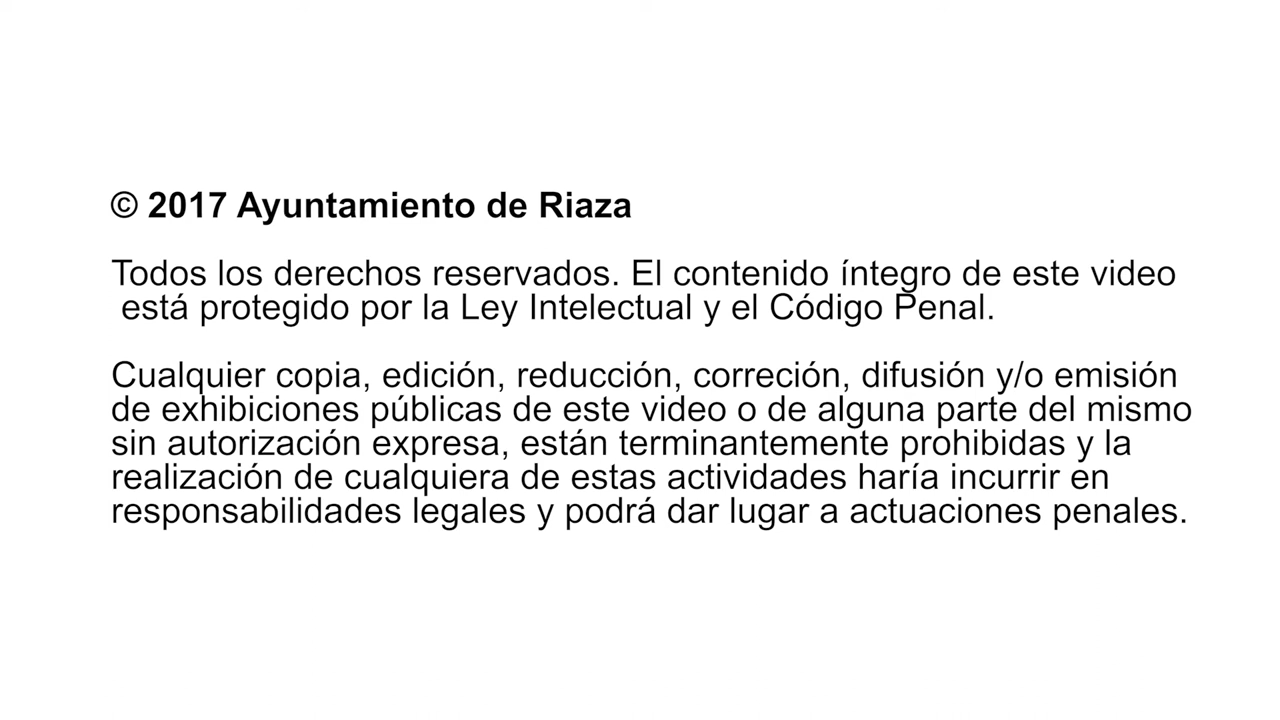 © 2017 Ayuntamiento de Riaza
Todos los derechos reservados. El contenido íntegro de este video
está protegido por la Ley Intelectual y el Código Penal.
Cualquier copia, edición, reducción, correción, difusión y/o emisión
de exhibiciones públicas de este video o de alguna parte del mismo
sin autorización expresa, están terminantemente prohibidas y la
realización de cualquiera de estas actividades haría incurrir en
responsabilidades legales y podrá dar lugar a actuaciones penales.